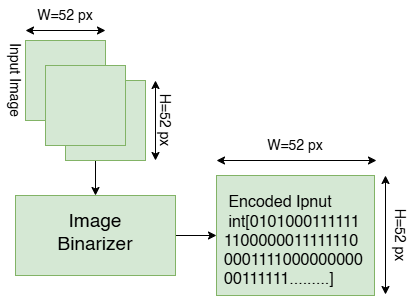 W=52 px
Input Image
H=52 px
Image
Binarizer
W=52 px
Encoded Ipnut
int[0101000111111
1100000011111110
0001111000000000
00111111.........]
H=52 px